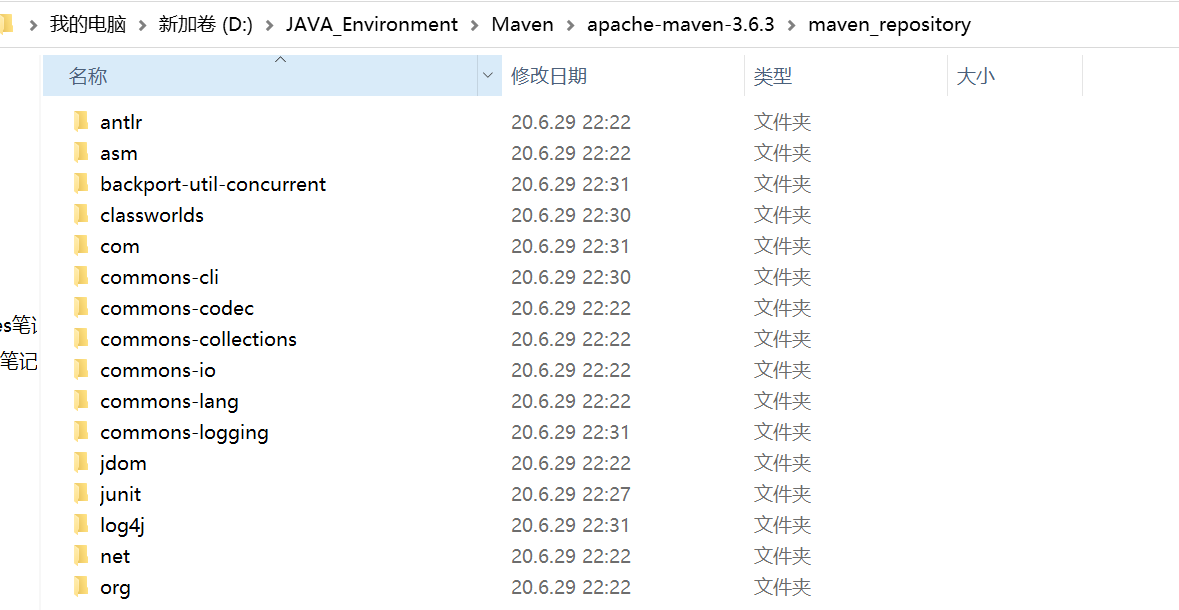 我的电脑 > 新加卷 (D:) > JAVA_Environment > Maven > apache-maven-3.6.3 > maven_repository
名称 修改日期 类型 大小
antlr 20.6.29 22:22 文件夹
asm 20.6.29 22:22 文件夹
backport-util-concurrent 20.6.29 22:31 文件夹
classworlds 20.6.29 22:30 文件夹
com 20.6.29 22:31 文件夹
commons-cli 20.6.29 22:30 文件夹
commons-codec 20.6.29 22:22 文件夹
es笔记
commons-collections 20.6.29 22:22 文件夹
笔记
commons-io 20.6.29 22:22 文件夹
commons-lang 20.6.29 22:22 文件夹
commons-logging 20.6.29 22:31 文件夹
jdom 20.6.29 22:22 文件夹
junit 20.6.29 22:27 文件夹
log4j 20.6.29 22:31 文件夹
net 20.6.29 22:22 文件夹
org 20.6.29 22:22 文件夹